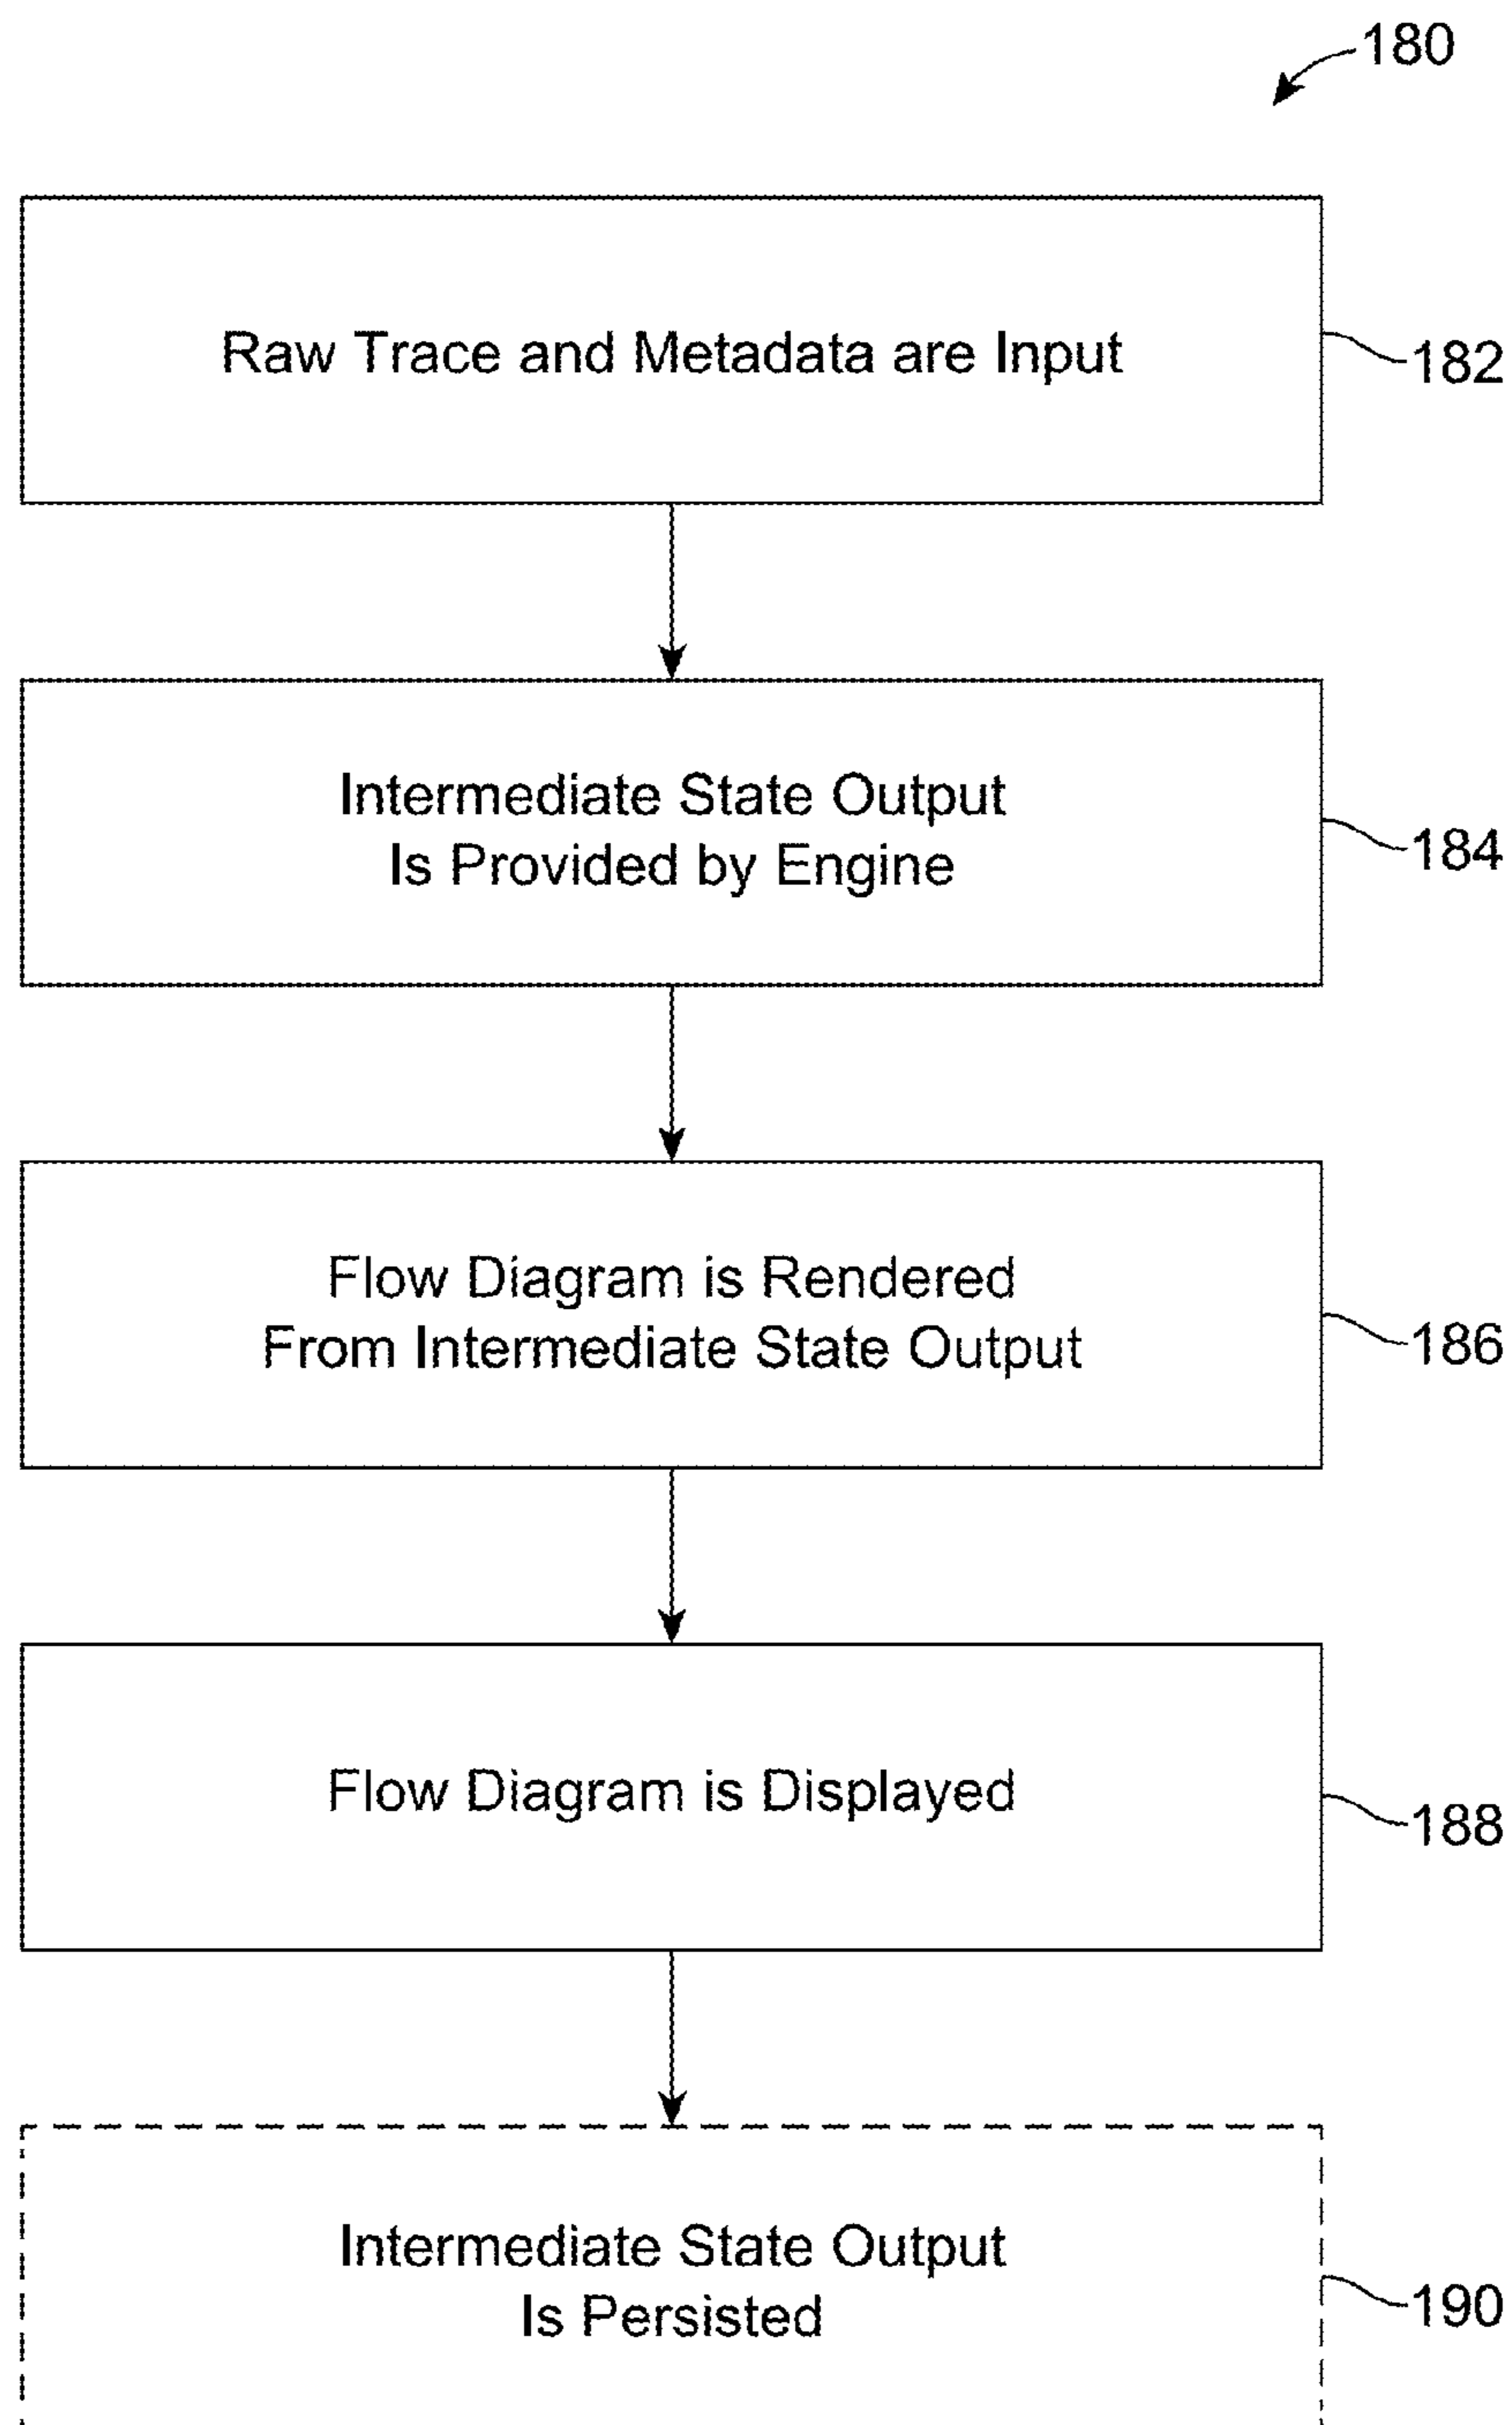 180
Raw Trace and Metadata are Input
182
Intermediate State Output
Is Provided by Engine
184
Flow Diagram is Rendered
From Intermediate State Output
186
Flow Diagram is Displayed
188
Intermediate State Output
Is Persisted
190